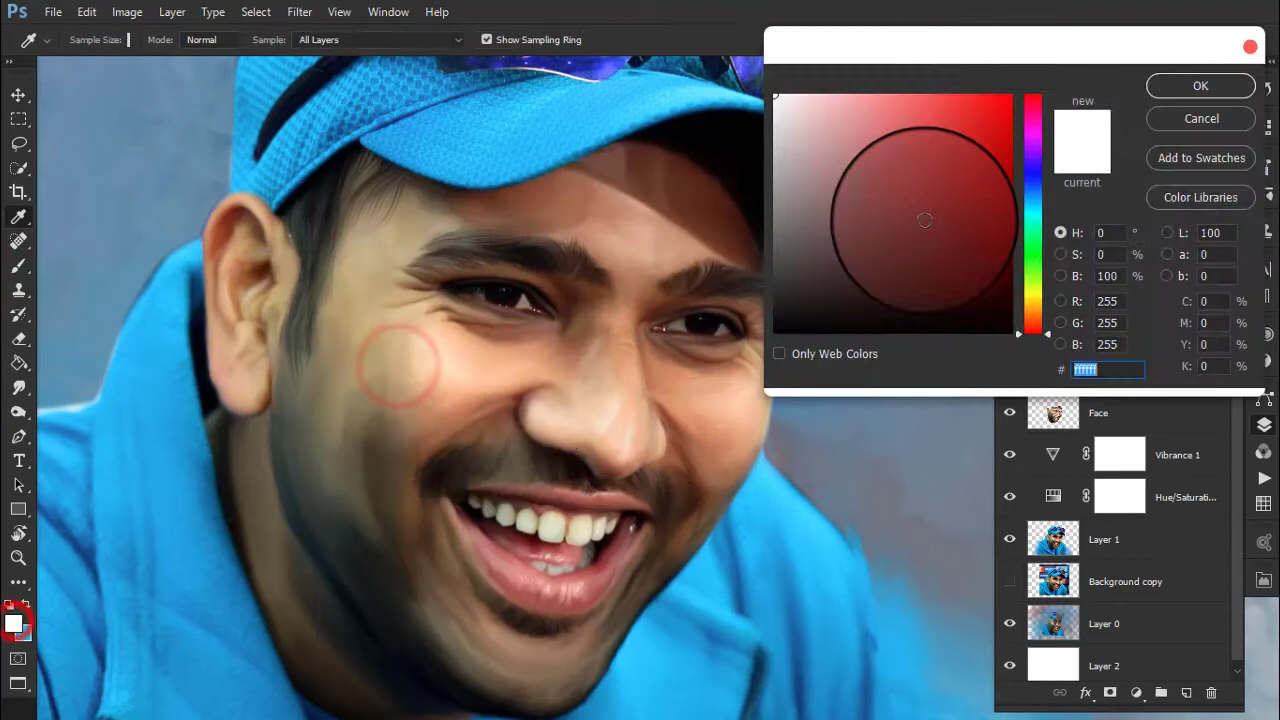 Ps File Edit Image Layer Type Select Filter View Window Help
Sample Size: Mode: Normal Sample: All Layers Show Sampling Ring
OK
new
Cancel
Add to Swatches
current
Color Libraries
H: 0 ° L: 100
S: 0 % a: 0
B: 100 % b: 0
R: 255 C: 0 %
G: 255 M: 0 %
B: 255 Y: 0 %
Only Web Colors
# ffffff K: 0 %
Face
Vibrance 1
Hue/Saturati...
Layer 1
Background copy
Layer 0
Layer 2
fx